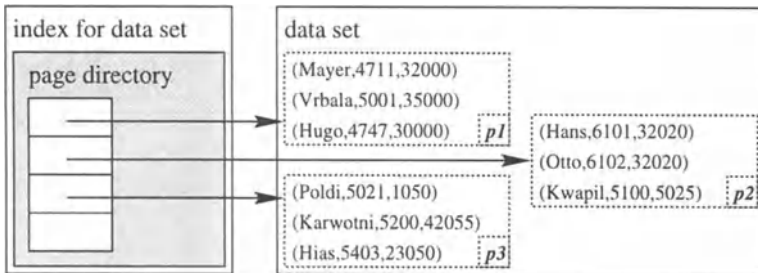 index for data set
page directory
data set
(Mayer,4711,32000)
(Vrbala,5001,35000)
(Hugo,4747,30000)
p1
(Hans,6101,32020)
(Otto,6102,32020)
(Kwapil,5100,5025)
p2
(Poldi,5021,1050)
(Karwotni,5200,42055)
(Hias,5403,23050)
p3